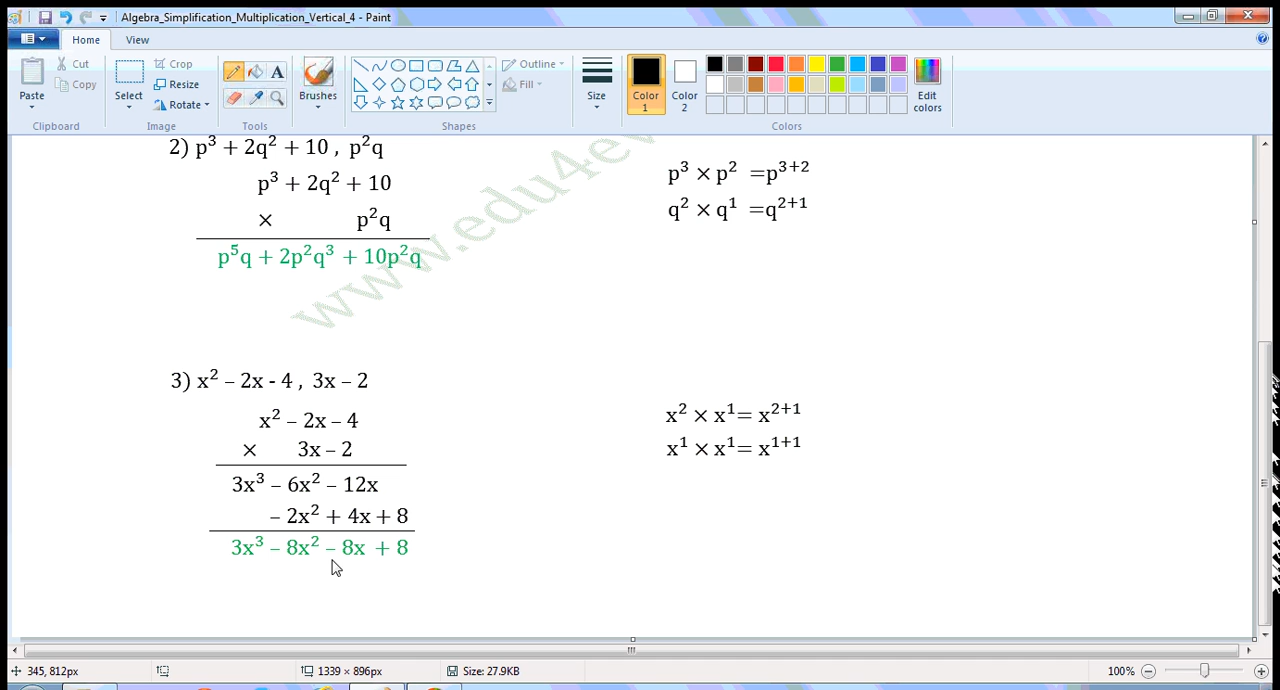 Algebra_Simplification_Multiplication_Vertical_4 - Paint
Home View
Paste Cut Copy Select Crop Resize Rotate A Brushes Outline Fill Size Color 1 Color 2 Edit colors
Clipboard Image Tools Shapes Colors
2) p³ + 2q² + 10 , p²q
p³ + 2q² + 10
× p²q
p⁵q + 2p²q³ + 10p²q
p³ × p² =p³⁺²
q² × q¹ =q²⁺¹
www.edu4ev
3) x² – 2x - 4 , 3x – 2
x² – 2x – 4
× 3x – 2
3x³ – 6x² – 12x
– 2x² + 4x + 8
3x³ – 8x² – 8x + 8
x² × x¹= x²⁺¹
x¹ × x¹= x¹⁺¹
345, 812px 1339 × 896px Size: 27.9KB 100%